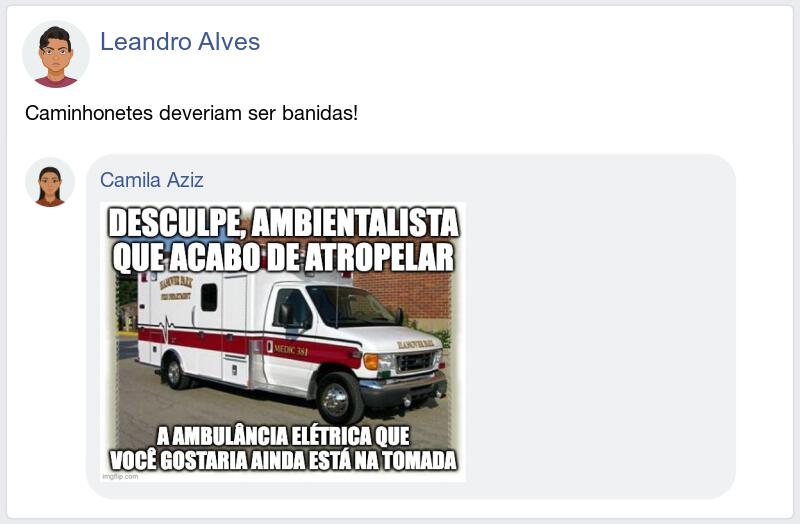 Leandro Alves
Caminhonetes deveriam ser banidas!
Camila Aziz
DESCULPE, AMBIENTALISTA
QUE ACABO DE ATROPELAR
HANOVER PARK
FIRE DEPARTMENT
MEDIC 381
HANOVER PARK
A AMBULÂNCIA ELÉTRICA QUE
VOCÊ GOSTARIA AINDA ESTÁ NA TOMADA
imgflip.com